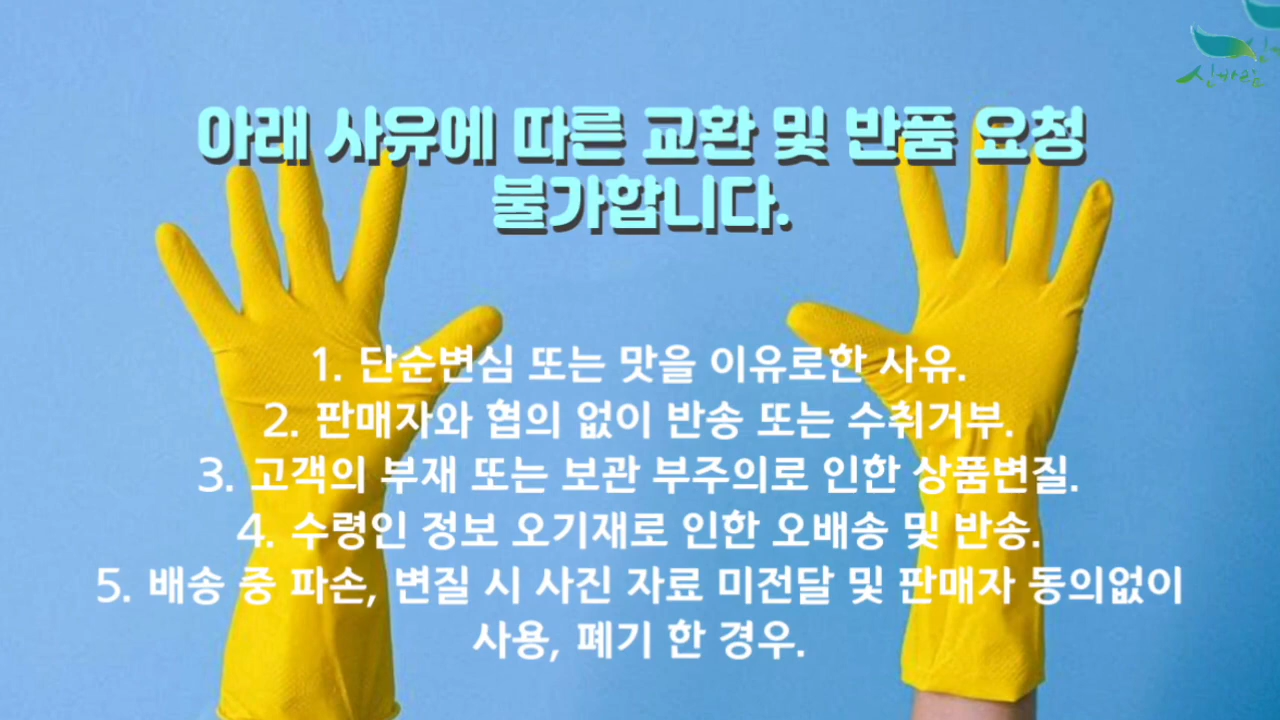 신바람
아래 사유에 따른 교환 및 반품 요청
불가합니다.
1. 단순변심 또는 맛을 이유로한 사유.
2. 판매자와 협의 없이 반송 또는 수취거부.
3. 고객의 부재 또는 보관 부주의로 인한 상품변질.
4. 수령인 정보 오기재로 인한 오배송 및 반송.
5. 배송 중 파손, 변질 시 사진 자료 미전달 및 판매자 동의없이
사용, 폐기 한 경우.